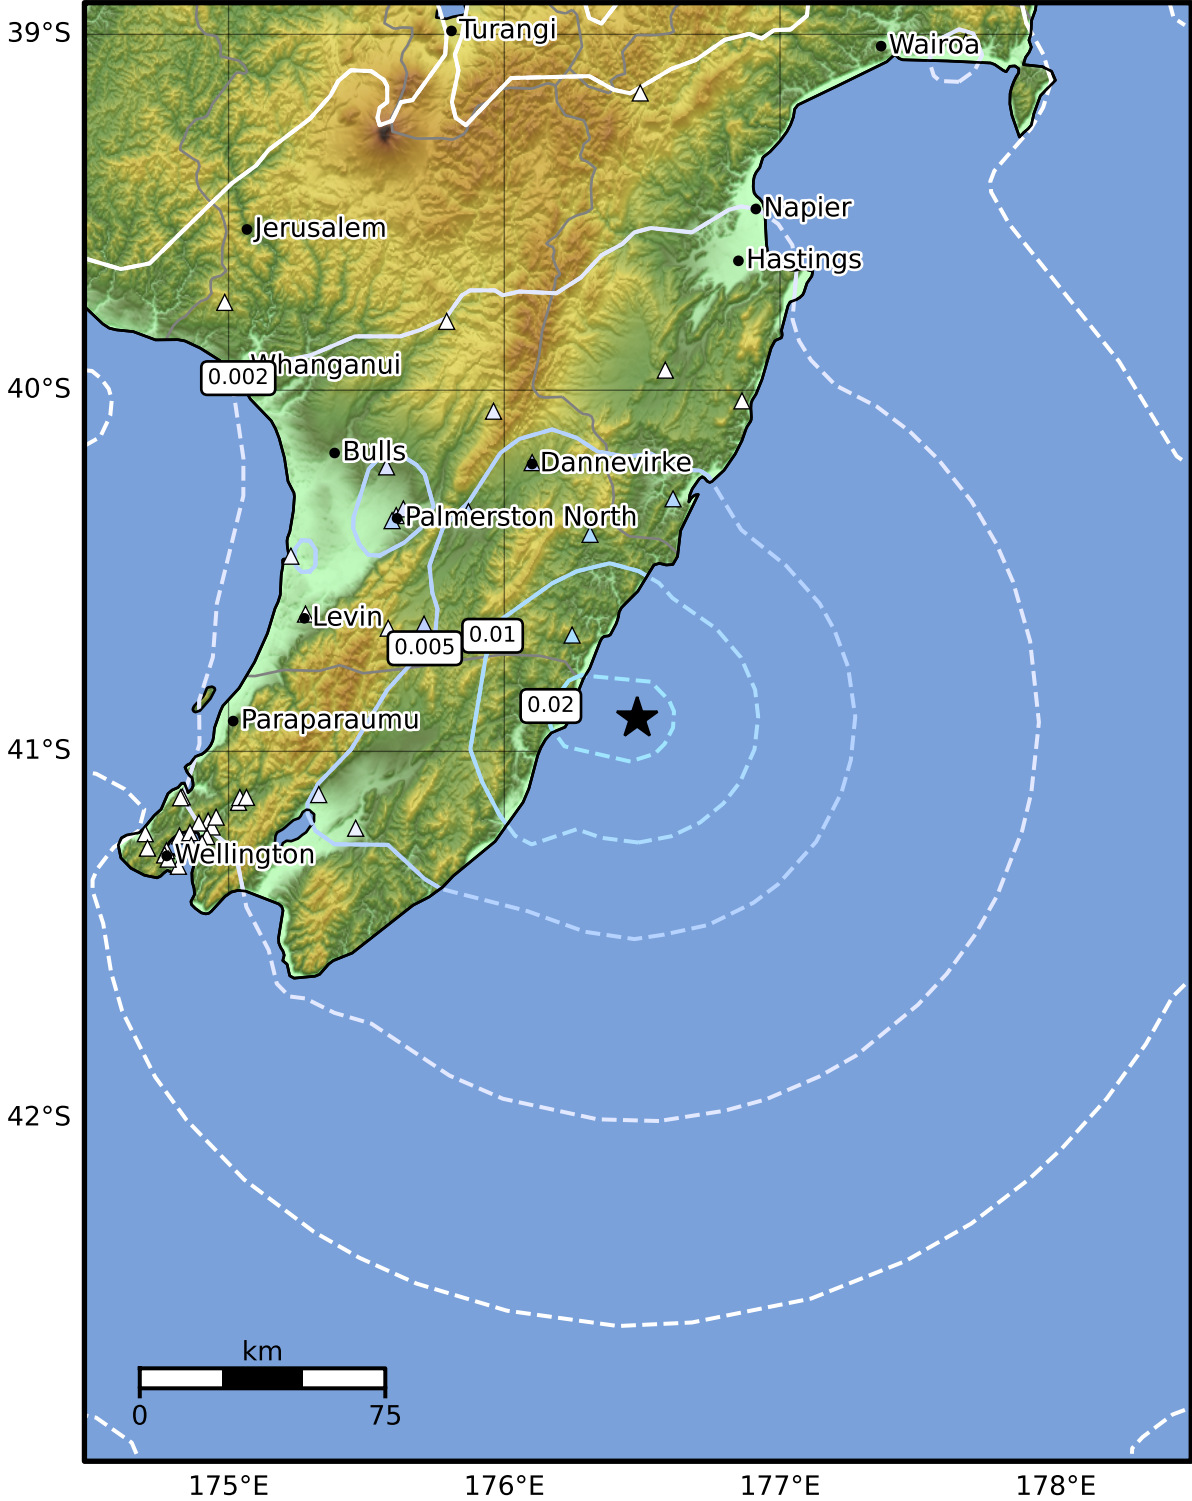 Turangi
39°S
Wairoa
Napier
Jerusalem
Hastings
Whanganui
0.002
40°S
Bulls
Dannevirke
Palmerston North
Levin
0.01
0.005
0.02
Paraparaumu
41°S
Wellington
42°S
km
0
75
175°E
176°E
177°E
178°E